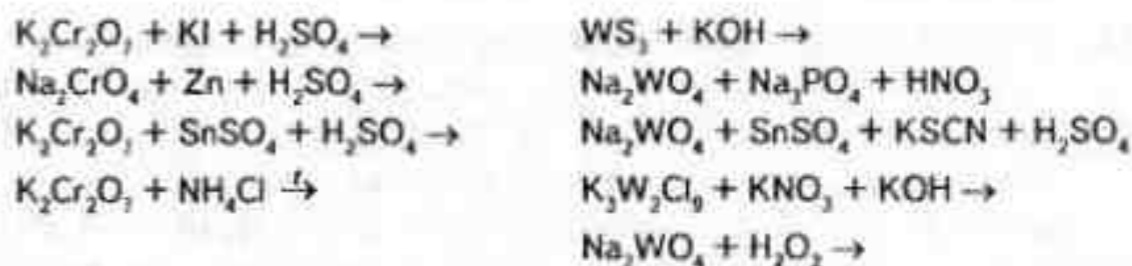 K₂Cr₂O₇ + KI + H₂SO₄ →
Na₂CrO₄ + Zn + H₂SO₄ →
K₂Cr₂O₇ + SnSO₄ + H₂SO₄ →
K₂Cr₂O₇ + NH₄Cl t→
WS₃ + KOH →
Na₂WO₄ + Na₃PO₄ + HNO₃
Na₂WO₄ + SnSO₄ + KSCN + H₂SO₄
K₃W₂Cl₉ + KNO₃ + KOH →
Na₂WO₄ + H₂O₂ →